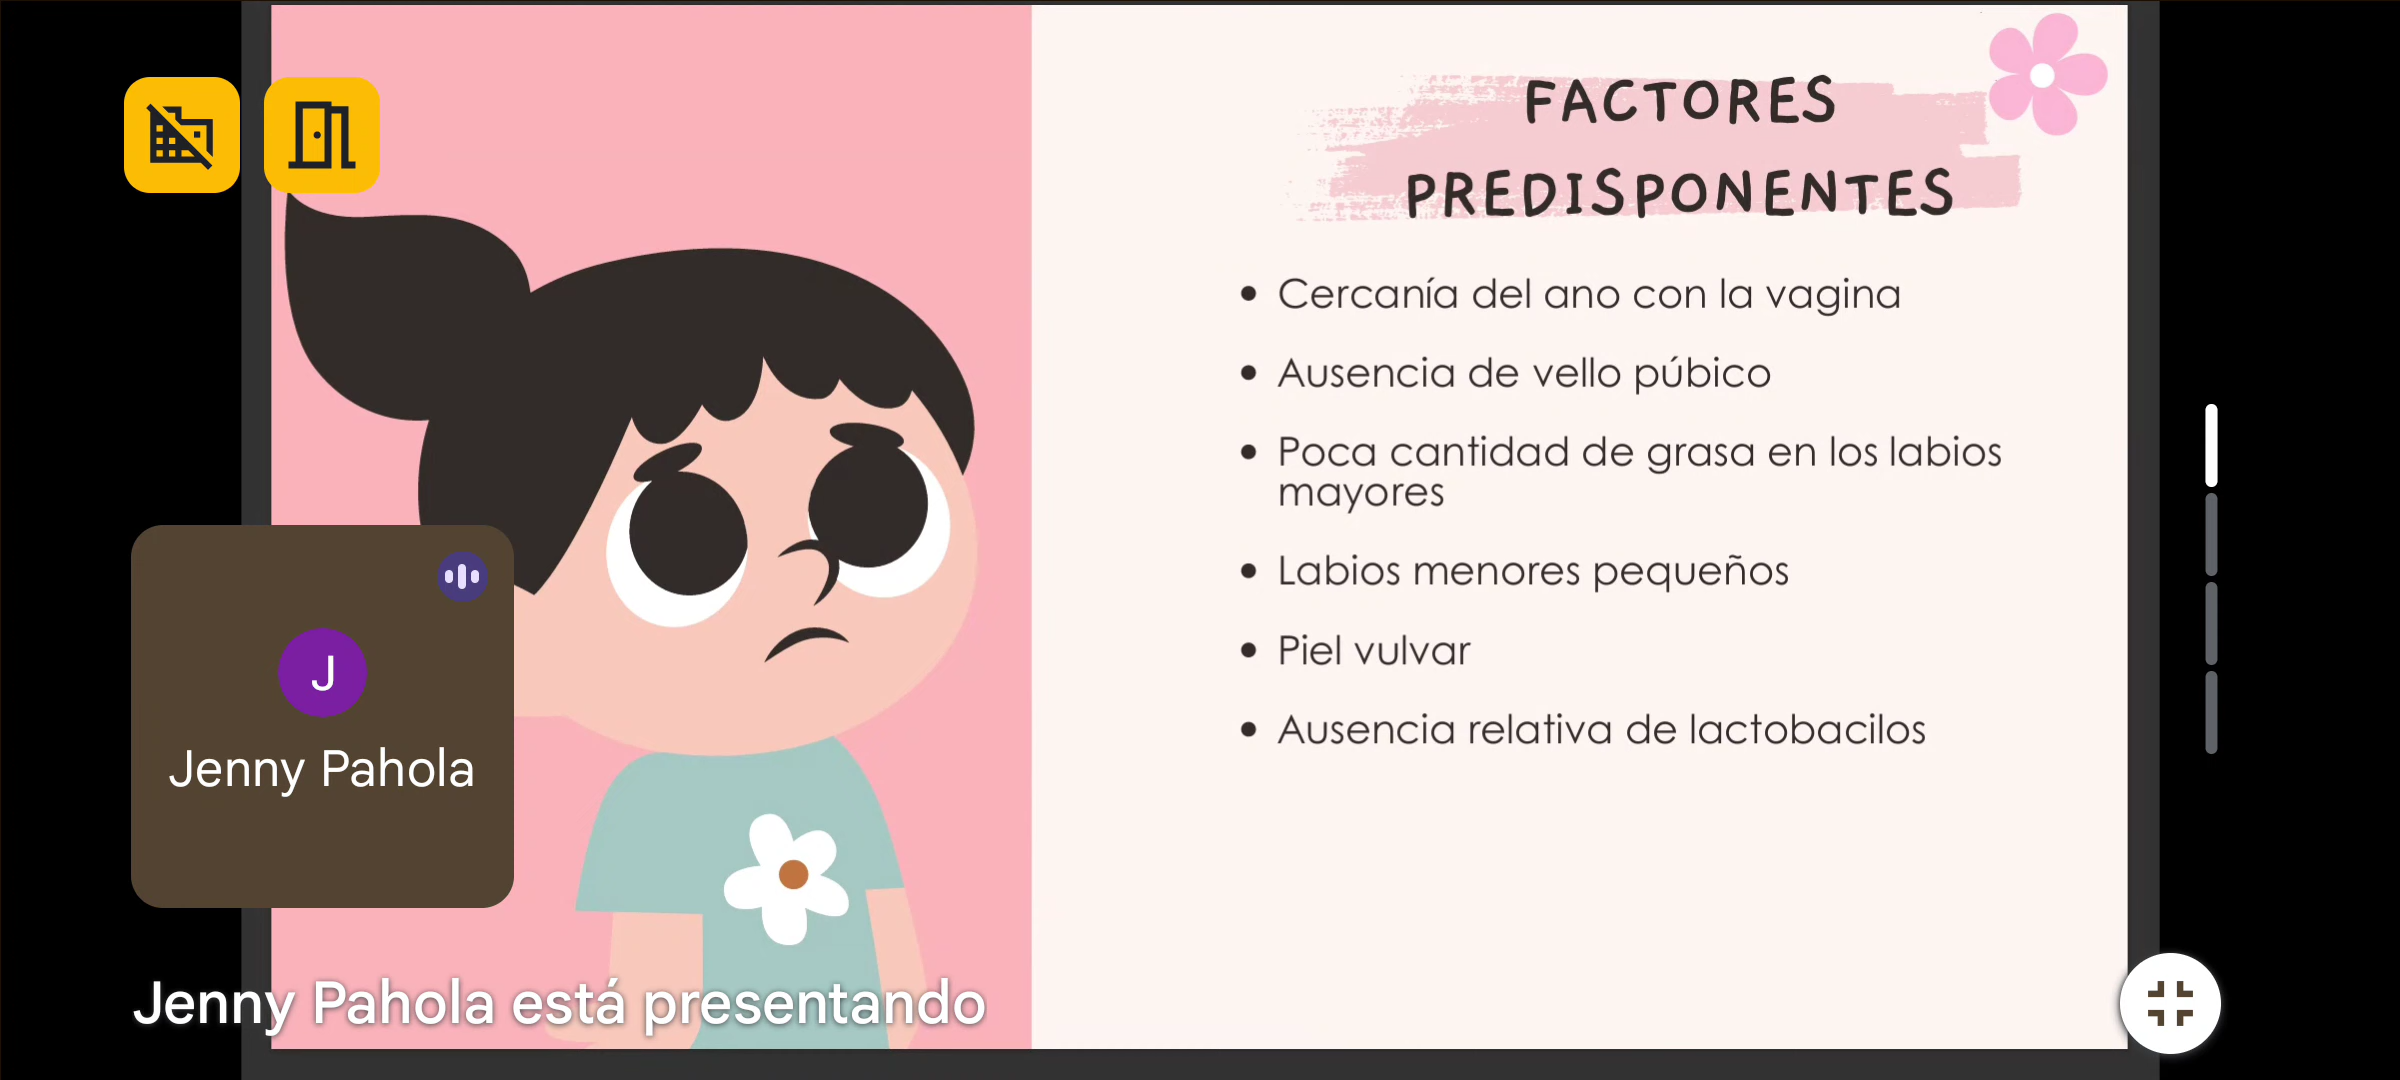 FACTORES
PREDISPONENTES
• Cercanía del ano con la vagina
• Ausencia de vello púbico
• Poca cantidad de grasa en los labios
mayores
• Labios menores pequeños
• Piel vulvar
• Ausencia relativa de lactobacilos
J
Jenny Pahola
Jenny Pahola está presentando